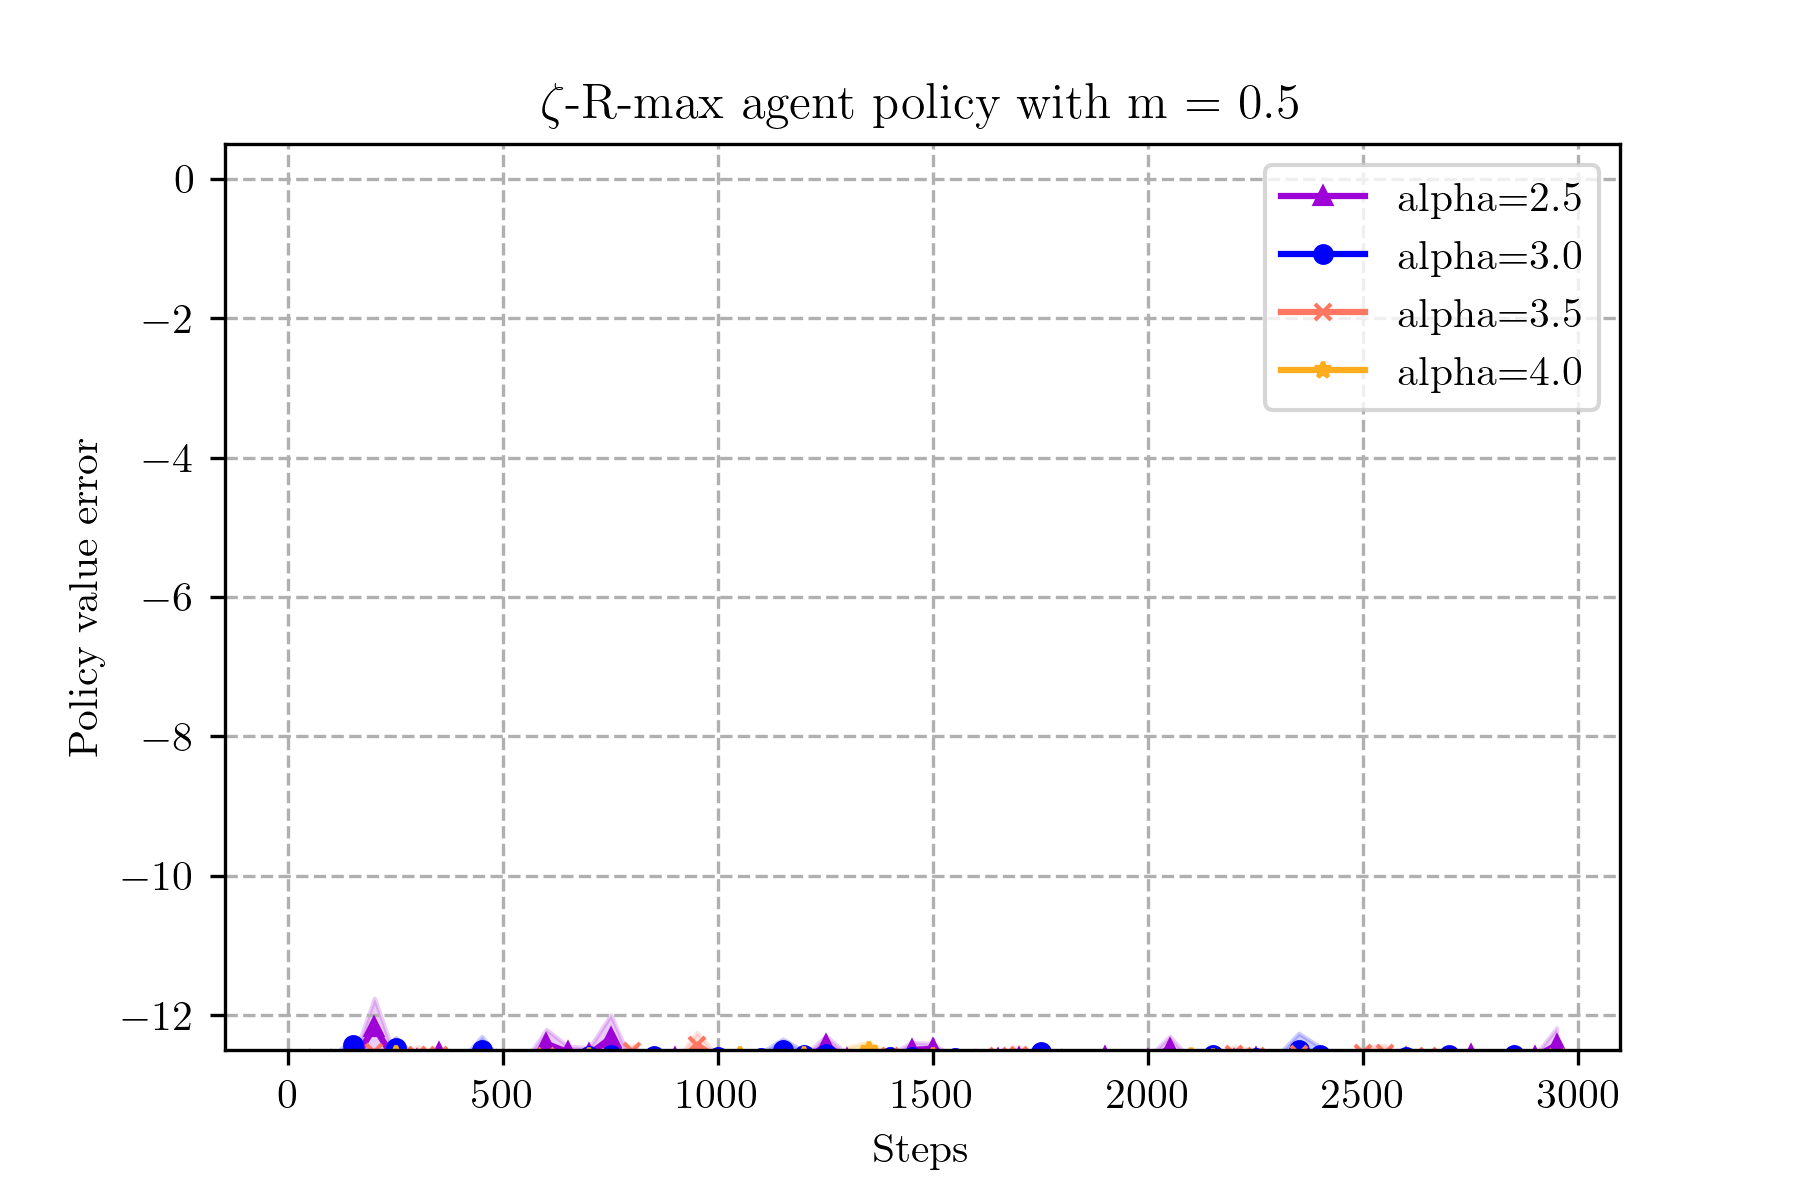 ζ-R-max agent policy with m = 0.5
0
−2
−4
−6
−8
−10
−12
Policy value error
alpha=2.5
alpha=3.0
alpha=3.5
alpha=4.0
0 500 1000 1500 2000 2500 3000
Steps